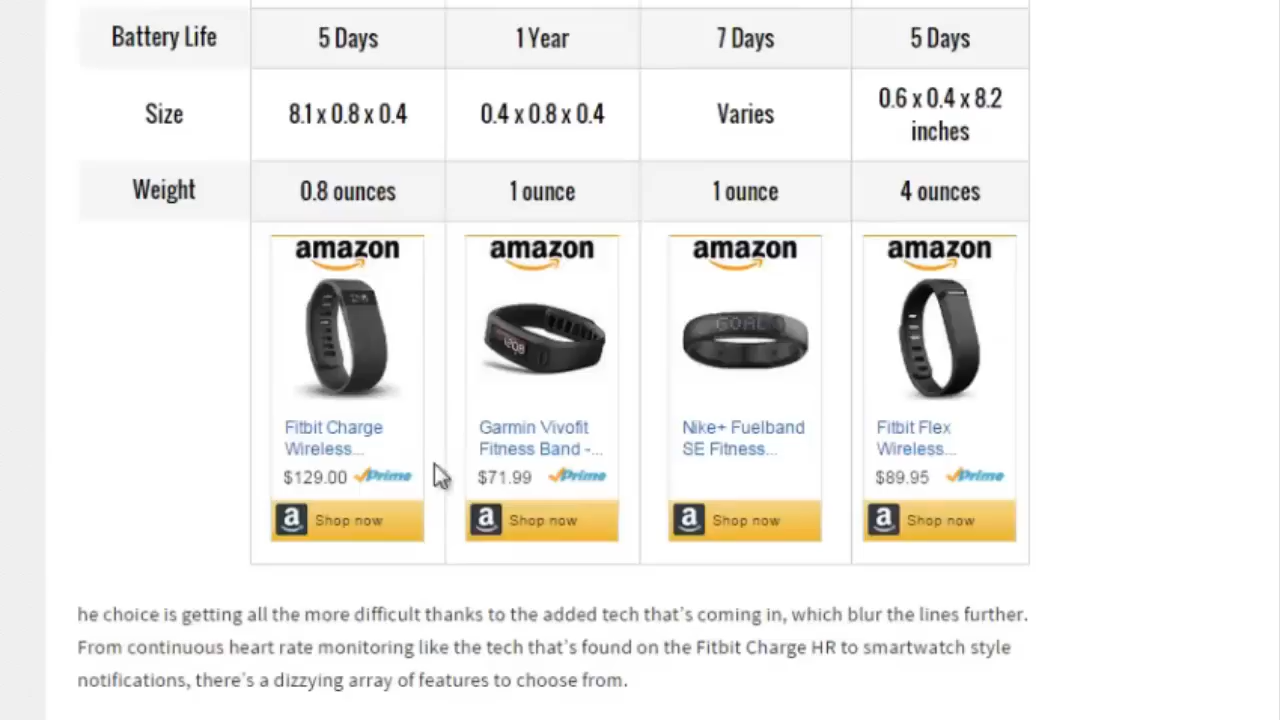 Battery Life 5 Days 1 Year 7 Days 5 Days
Size 8.1 x 0.8 x 0.4 0.4 x 0.8 x 0.4 Varies 0.6 x 0.4 x 8.2
inches
Weight 0.8 ounces 1 ounce 1 ounce 4 ounces
amazon amazon amazon amazon
GOAL
Fitbit Charge Garmin Vivofit Nike+ Fuelband Fitbit Flex
Wireless... Fitness Band -... SE Fitness... Wireless...
$129.00 Prime $71.99 Prime $89.95 Prime
a Shop now a Shop now a Shop now a Shop now
he choice is getting all the more difficult thanks to the added tech that's coming in, which blur the lines further.
From continuous heart rate monitoring like the tech that's found on the Fitbit Charge HR to smartwatch style
notifications, there's a dizzying array of features to choose from.